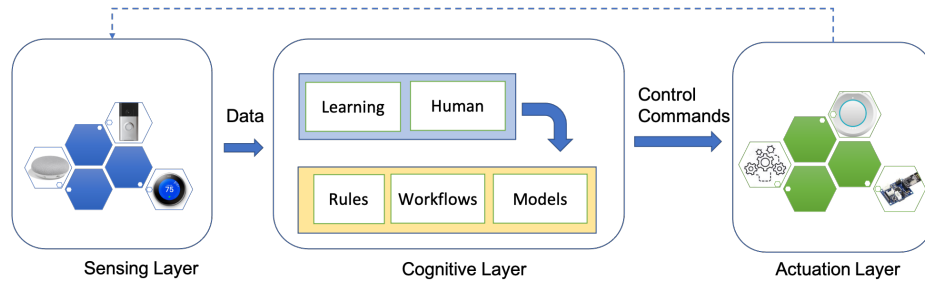 Data
Learning
Human
Control
Commands
75
Rules
Workflows
Models
Sensing Layer
Cognitive Layer
Actuation Layer